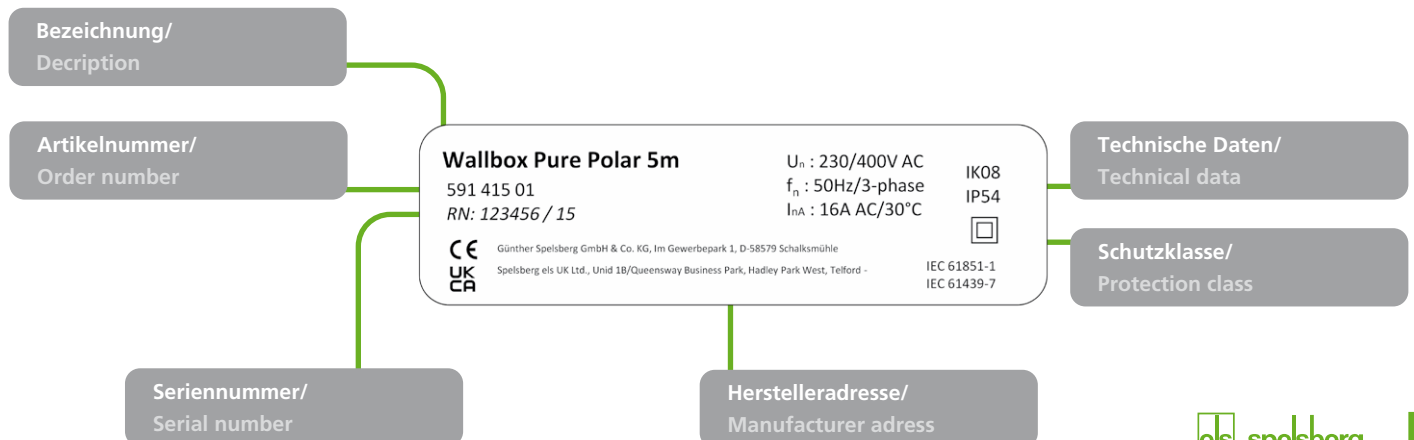 Bezeichnung/
Decription
Artikelnummer/
Order number
Wallbox Pure Polar 5m
591 415 01
RN: 123456 / 15
Uₙ : 230/400V AC
fₙ : 50Hz/3-phase
IₙA : 16A AC/30°C
IK08
IP54
CE
Günther Spelsberg GmbH & Co. KG, Im Gewerbepark 1, D-58579 Schalksmühle
UK
CA
Spelsberg els UK Ltd., Unid 1B/Queensway Business Park, Hadley Park West, Telford -
IEC 61851-1
IEC 61439-7
Technische Daten/
Technical data
Schutzklasse/
Protection class
Seriennummer/
Serial number
Herstelleradresse/
Manufacturer adress
els spelsberg